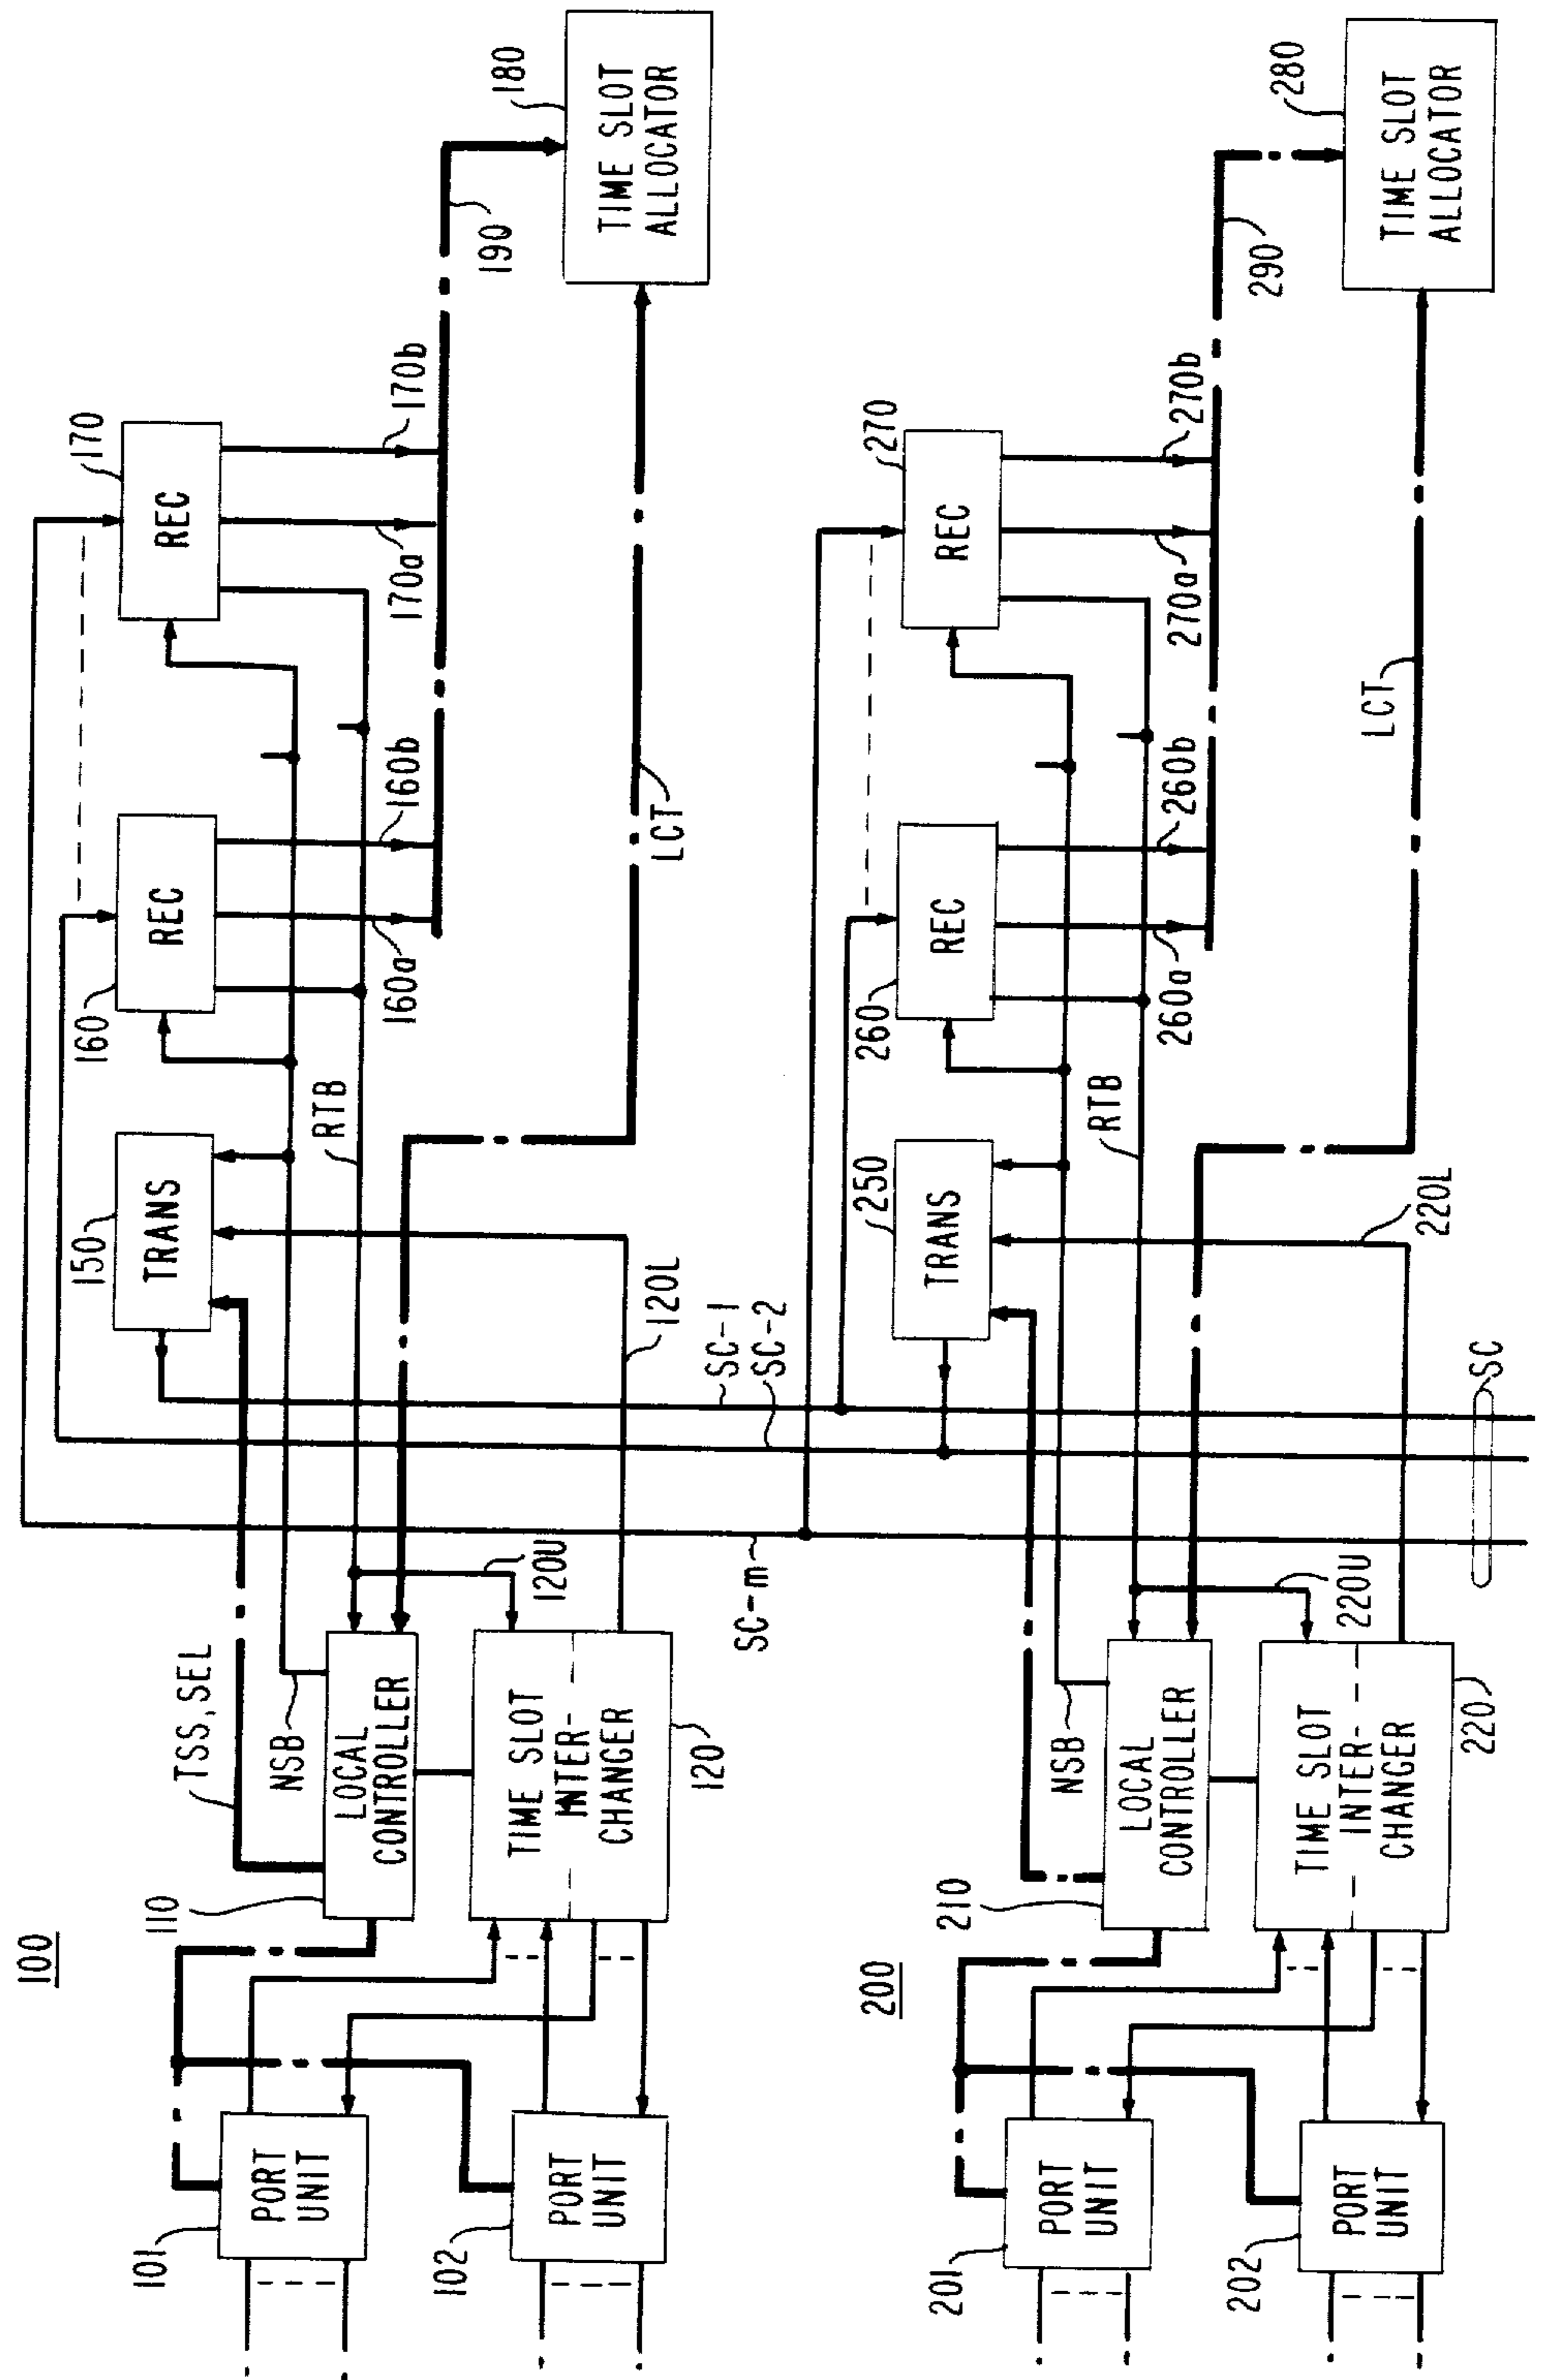 100
101
PORT
UNIT
102
PORT
UNIT
110
LOCAL
CONTROLLER
TSS, SEL
NSB
TIME SLOT
INTER-
CHANGER
120
120U
120L
SC-m
SC-1
SC-2
150
TRANS
RTB
160
REC
160a
160b
170
REC
170a
170b
LCT
190
180
TIME SLOT
ALLOCATOR
200
201
PORT
UNIT
202
PORT
UNIT
210
LOCAL
CONTROLLER
NSB
TIME SLOT
INTER-
CHANGER
220
220U
220L
SC
250
TRANS
RTB
260
REC
260a
260b
270
REC
270a
270b
LCT
290
280
TIME SLOT
ALLOCATOR